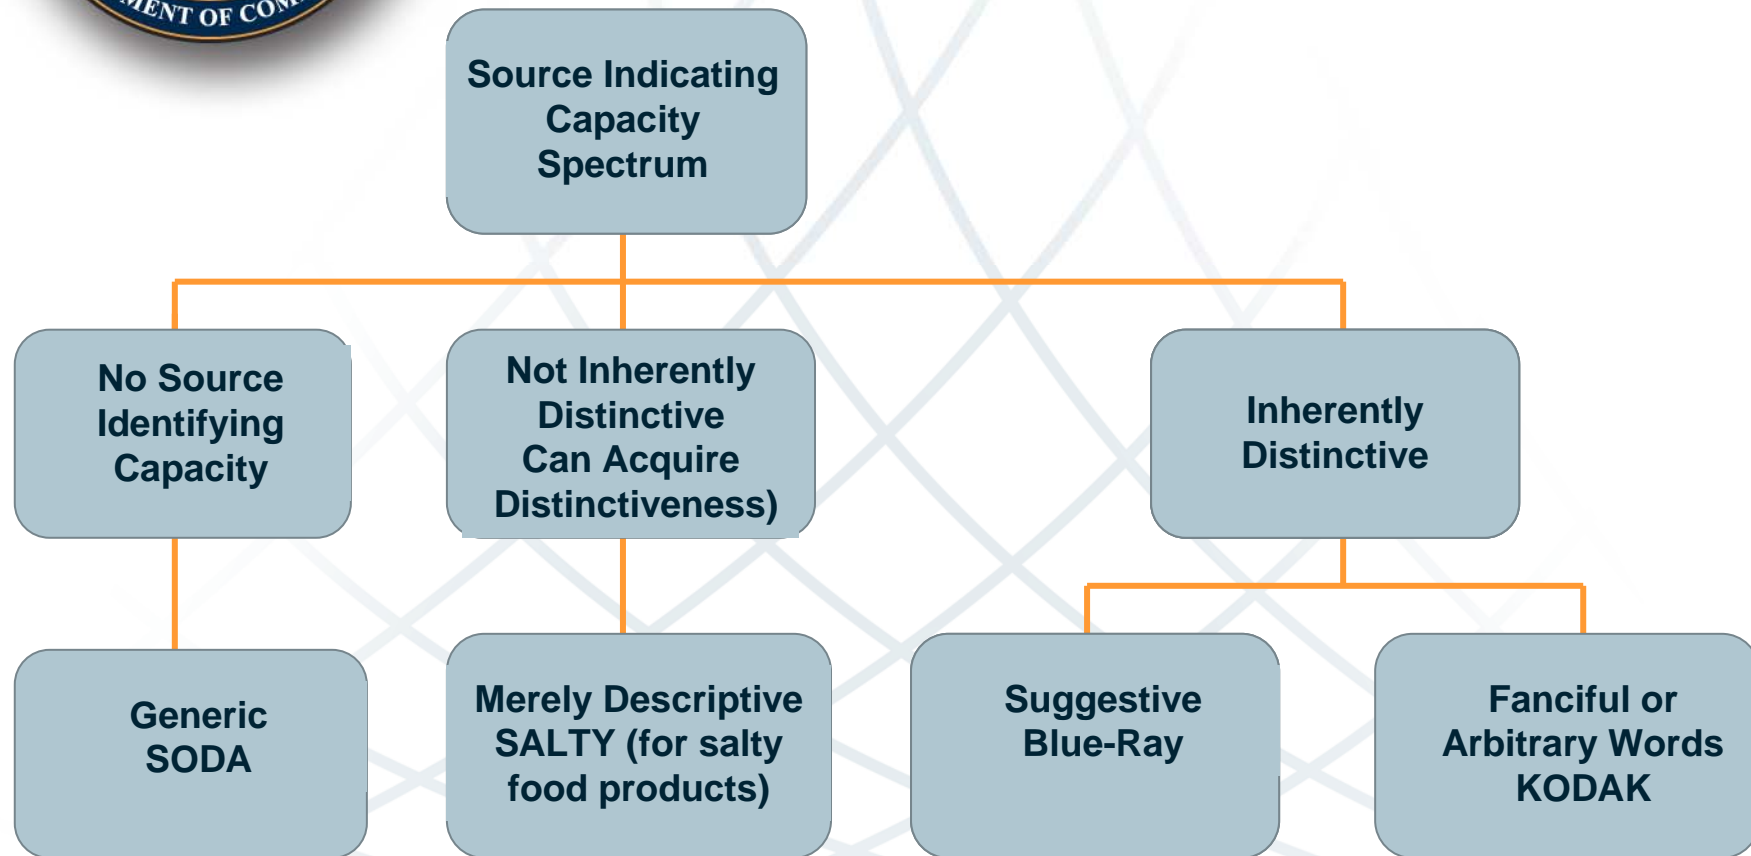 MENT OF COM
Source Indicating
Capacity
Spectrum
No Source
Identifying
Capacity
Not Inherently
Distinctive
Can Acquire
Distinctiveness)
Inherently
Distinctive
Generic
SODA
Merely Descriptive
SALTY (for salty
food products)
Suggestive
Blue-Ray
Fanciful or
Arbitrary Words
KODAK